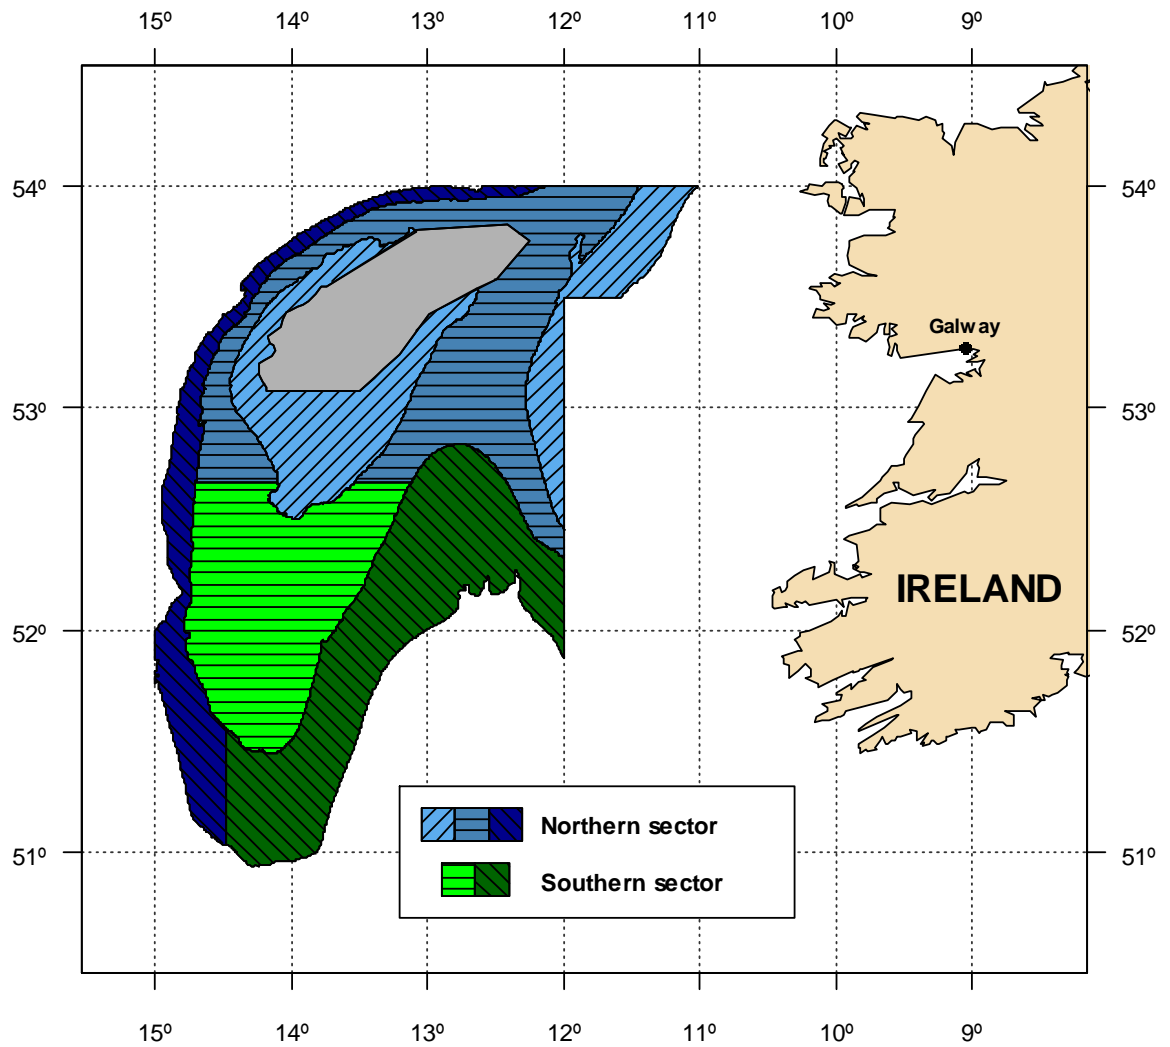 15º 14º 13º 12º 11º 10º 9º
54º 54º
Galway
53º 53º
IRELAND
52º 52º
Northern sector
51º 51º
Southern sector
15º 14º 13º 12º 11º 10º 9º